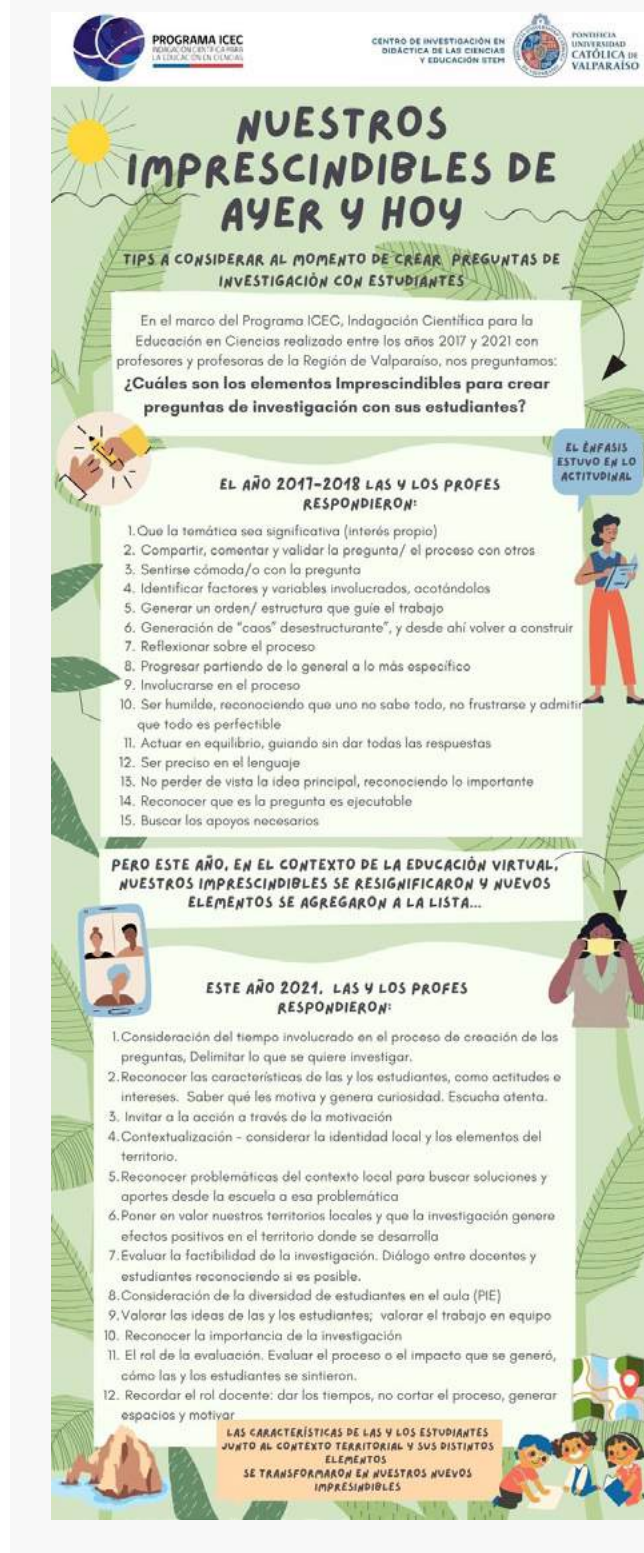 PROGRAMA ICEC
INDAGACIÓN CIENTÍFICA PARA
LA EDUCACIÓN EN CIENCIAS
CENTRO DE INVESTIGACIÓN EN
DIDÁCTICA DE LAS CIENCIAS
Y EDUCACIÓN STEM
PONTIFICIA
UNIVERSIDAD
CATÓLICA DE
VALPARAÍSO
NUESTROS
IMPRESCINDIBLES DE
AYER Y HOY
TIPS A CONSIDERAR AL MOMENTO DE CREAR PREGUNTAS DE
INVESTIGACIÓN CON ESTUDIANTES
En el marco del Programa ICEC, Indagación Científica para la
Educación en Ciencias realizado entre los años 2017 y 2021 con
profesores y profesoras de la Región de Valparaíso, nos preguntamos:
¿Cuáles son los elementos Imprescindibles para crear
preguntas de investigación con sus estudiantes?
EL ÉNFASIS
ESTUVO EN LO
ACTITUDINAL
EL AÑO 2017-2018 LAS Y LOS PROFES
RESPONDIERON:
1. Que la temática sea significativa (interés propio)
2. Compartir, comentar y validar la pregunta/ el proceso con otros
3. Sentirse cómoda/o con la pregunta
4. Identificar factores y variables involucrados, acotándolos
5. Generar un orden/ estructura que guíe el trabajo
6. Generación de "caos" desestructurante", y desde ahí volver a construir
7. Reflexionar sobre el proceso
8. Progresar partiendo de lo general a lo más específico
9. Involucrarse en el proceso
10. Ser humilde, reconociendo que uno no sabe todo, no frustrarse y admitir
que todo es perfectible
11. Actuar en equilibrio, guiando sin dar todas las respuestas
12. Ser preciso en el lenguaje
13. No perder de vista la idea principal, reconociendo lo importante
14. Reconocer que es la pregunta es ejecutable
15. Buscar los apoyos necesarios
PERO ESTE AÑO, EN EL CONTEXTO DE LA EDUCACIÓN VIRTUAL,
NUESTROS IMPRESCINDIBLES SE RESIGNIFICARON Y NUEVOS
ELEMENTOS SE AGREGARON A LA LISTA...
ESTE AÑO 2021, LAS Y LOS PROFES
RESPONDIERON:
1. Consideración del tiempo involucrado en el proceso de creación de las
preguntas, Delimitar lo que se quiere investigar.
2. Reconocer las características de las y los estudiantes, como actitudes e
intereses. Saber qué les motiva y genera curiosidad. Escucha atenta.
3. Invitar a la acción a través de la motivación
4. Contextualización - considerar la identidad local y los elementos del
territorio.
5. Reconocer problemáticas del contexto local para buscar soluciones y
aportes desde la escuela a esa problemática
6. Poner en valor nuestros territorios locales y que la investigación genere
efectos positivos en el territorio donde se desarrolla
7. Evaluar la factibilidad de la investigación. Diálogo entre docentes y
estudiantes reconociendo si es posible.
8. Consideración de la diversidad de estudiantes en el aula (PIE)
9. Valorar las ideas de las y los estudiantes; valorar el trabajo en equipo
10. Reconocer la importancia de la investigación
11. El rol de la evaluación. Evaluar el proceso o el impacto que se generó,
cómo las y los estudiantes se sintieron.
12. Recordar el rol docente: dar los tiempos, no cortar el proceso, generar
espacios y motivar
LAS CARACTERÍSTICAS DE LAS Y LOS ESTUDIANTES
JUNTO AL CONTEXTO TERRITORIAL Y SUS DISTINTOS
ELEMENTOS
SE TRANSFORMARON EN NUESTROS NUEVOS
IMPRESINDIBLES